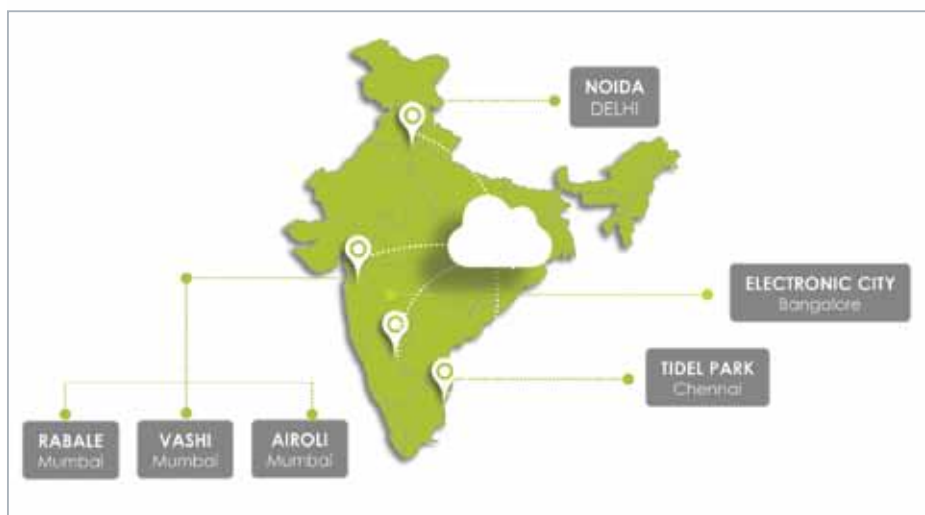 NOIDA
DELHI
ELECTRONIC CITY
Bangalore
TIDEL PARK
Chennai
RABALE
Mumbai
VASHI
Mumbai
AIROLI
Mumbai